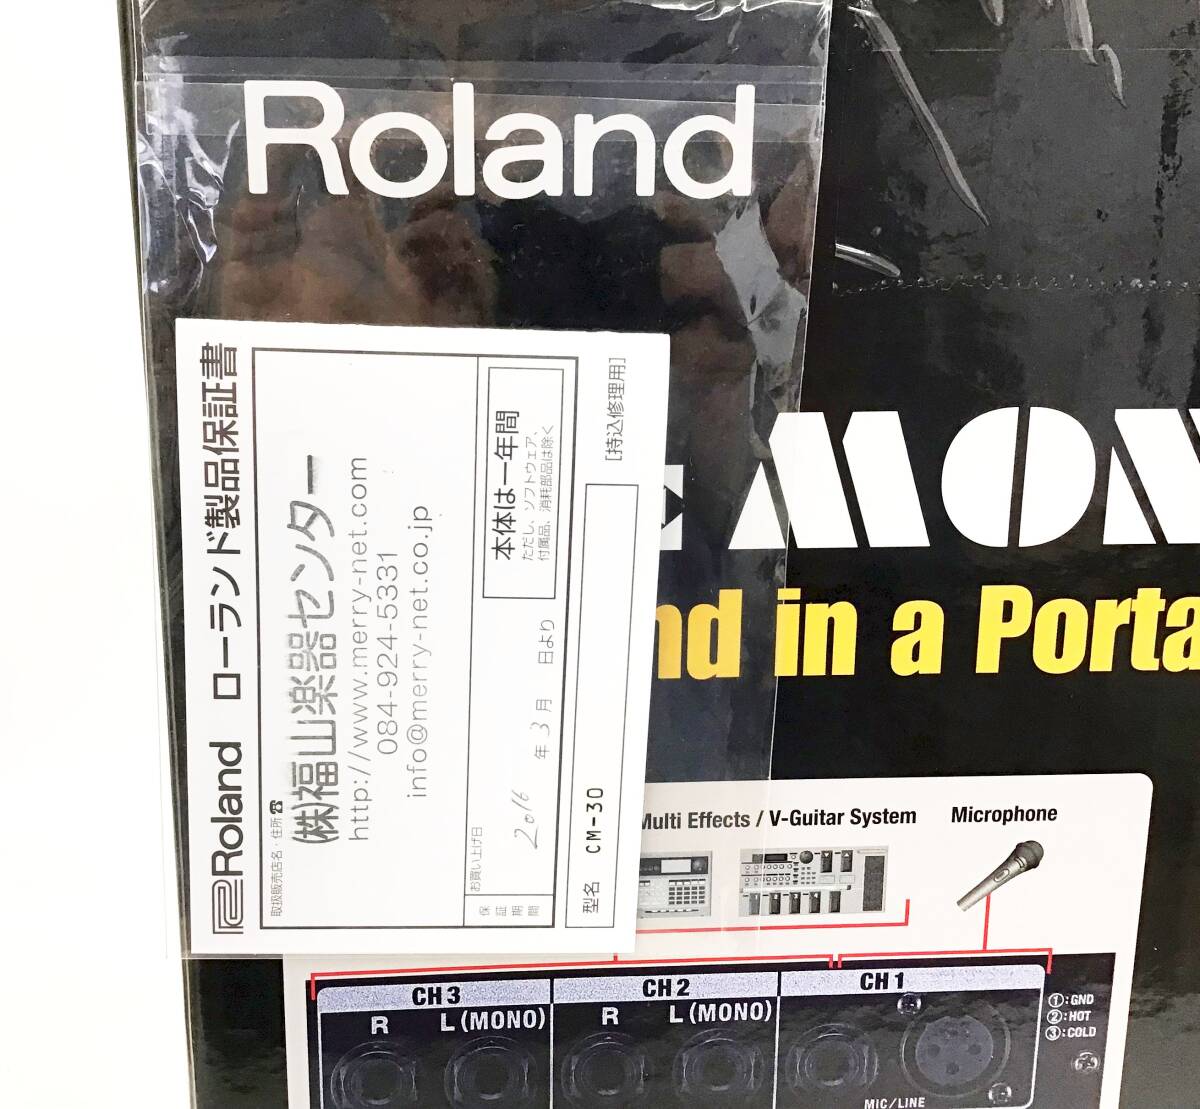 Roland
Roland ローランド製品保証書
取扱販売店名・住所☎
(株)福山楽器センター
http://www.merry-net.com
084-924-5331
info@merry-net.co.jp
お買い上げ日
2016 年 3 月 日より
保証期間
本体は一年間
ただし、ソフトウェア、
付属品、消耗部品は除く
型名 CM-30
[持込修理用]
MON
nd in a Porta
Multi Effects / V-Guitar System
Microphone
CH 3
CH 2
CH 1
R
L (MONO)
R
L (MONO)
①:GND
②:HOT
③:COLD
MIC/LINE